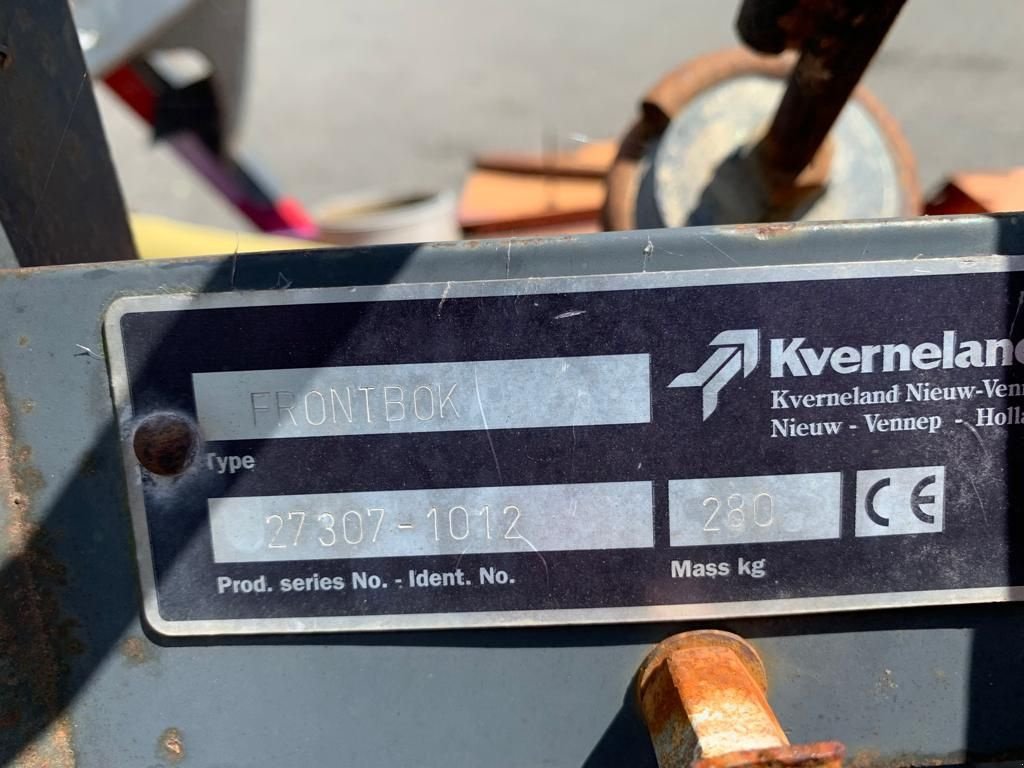 FRONTBOK
Type
Kverneland
Kverneland Nieuw-Venn
Nieuw - Vennep - Holla
27307-1012
280
CE
Prod. series No. - Ident. No.
Mass kg